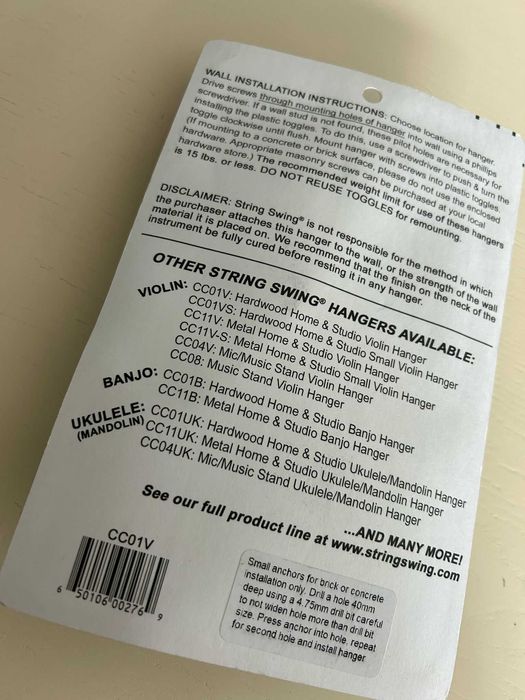 WALL INSTALLATION INSTRUCTIONS: Choose location for hanger.
Drive screws through mounting holes of hanger into wall using a phillips
screwdriver. If a wall stud is not found, these pilot holes are necessary for
installing the plastic toggles. To do this, use a screwdriver to push & turn the
toggle clockwise until flush. Mount hanger with screws into plastic toggles.
(If mounting to a concrete or brick surface, please do not use the enclosed
hardware. Appropriate masonry screws can be purchased at your local
hardware store.) The recommended weight limit for use of these hangers
is 15 lbs. or less. DO NOT REUSE TOGGLES for remounting.
DISCLAIMER: String Swing® is not responsible for the method in which
the purchaser attaches this hanger to the wall, or the strength of the wall
material it is placed on. We recommend that the finish on the neck of the
instrument be fully cured before resting it in any hanger.
OTHER STRING SWING® HANGERS AVAILABLE:
VIOLIN: CC01V: Hardwood Home & Studio Violin Hanger
CC01VS: Hardwood Home & Studio Small Violin Hanger
CC11V: Metal Home & Studio Violin Hanger
CC11V-S: Metal Home & Studio Small Violin Hanger
CC04V: Mic/Music Stand Violin Hanger
CC08: Music Stand Violin Hanger
BANJO: CC01B: Hardwood Home & Studio Banjo Hanger
CC11B: Metal Home & Studio Banjo Hanger
UKULELE: CC01UK: Hardwood Home & Studio Ukulele/Mandolin Hanger
(MANDOLIN) CC11UK: Metal Home & Studio Ukulele/Mandolin Hanger
CC04UK: Mic/Music Stand Ukulele/Mandolin Hanger
...AND MANY MORE!
See our full product line at www.stringswing.com
CC01V
6 50106 00276 9
Small anchors for brick or concrete
installation only. Drill a hole 40mm
deep using a 4.75mm drill bit careful
to not widen hole more than drill bit
size. Press anchor into hole, repeat
for second hole and install hanger